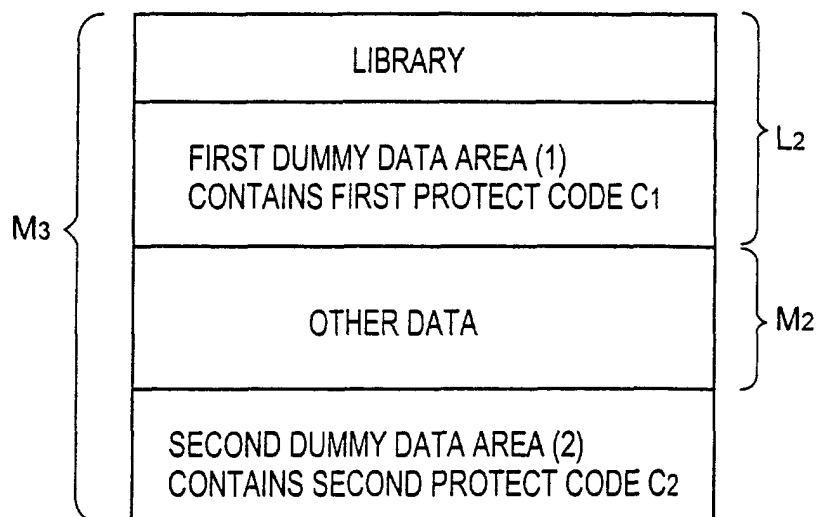 LIBRARY
L2
FIRST DUMMY DATA AREA (1)
CONTAINS FIRST PROTECT CODE C1
M3
OTHER DATA
M2
SECOND DUMMY DATA AREA (2)
CONTAINS SECOND PROTECT CODE C2